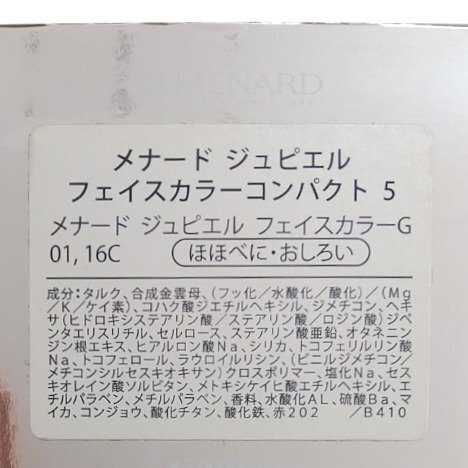 MENARD
メナード ジュピエル
フェイスカラーコンパクト 5
メナード ジュピエル フェイスカラーG
01, 16C ほほべに・おしろい
成分：タルク、合成金雲母、(フッ化／水酸化／酸化)／(Mg
／K／ケイ素)、コハク酸ジエチルヘキシル、ジメチコン、ヘキ
サ(ヒドロキシステアリン酸／ステアリン酸／ロジン酸)ジペ
ンタエリスリチル、セルロース、ステアリン酸亜鉛、オタネニン
ジン根エキス、ヒアルロン酸Na、シリカ、トコフェリルリン酸
Na、トコフェロール、ラウロイルリシン、(ビニルジメチコン／
メチコンシルセスキオキサン)クロスポリマー、塩化Na、セス
キオレイン酸ソルビタン、メトキシケイヒ酸エチルヘキシル、エ
チルパラベン、メチルパラベン、香料、水酸化AL、硫酸Ba、マ
イカ、コンジョウ、酸化チタン、酸化鉄、赤202 ／B410